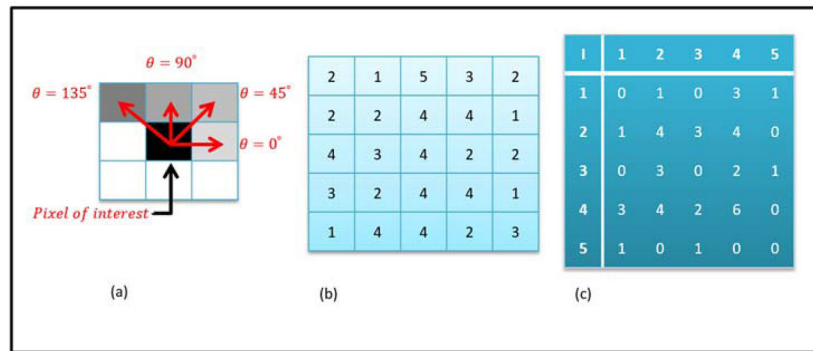 θ = 90°
θ = 135°
θ = 45°
θ = 0°
Pixel of interest
(a)
2 1 5 3 2
2 2 4 4 1
4 3 4 2 2
3 2 4 4 1
1 4 4 2 3
(b)
I 1 2 3 4 5
1 0 1 0 3 1
2 1 4 3 4 0
3 0 3 0 2 1
4 3 4 2 6 0
5 1 0 1 0 0
(c)